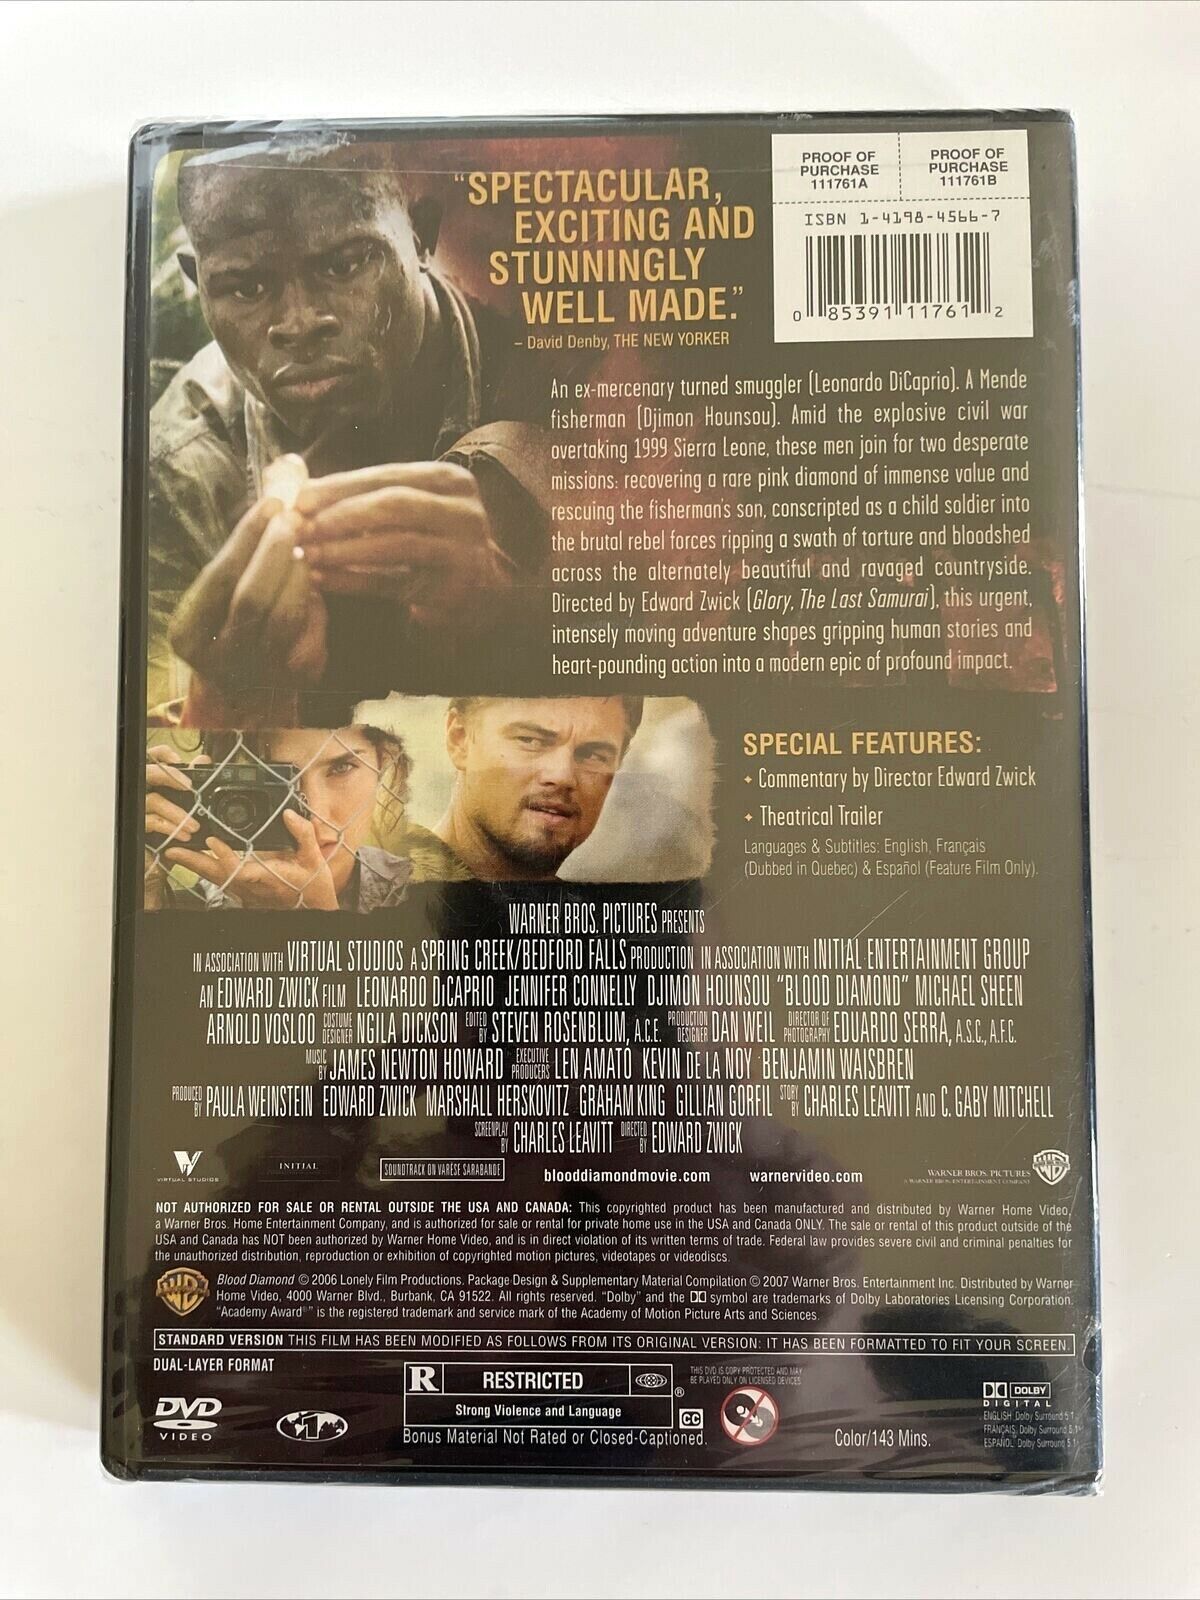 "SPECTACULAR,
EXCITING AND
STUNNINGLY
WELL MADE."
– David Denby, THE NEW YORKER
PROOF OF
PURCHASE
111761A
PROOF OF
PURCHASE
111761B
ISBN 1-4198-4566-7
0 85391 11761 2
An ex-mercenary turned smuggler (Leonardo DiCaprio). A Mende
fisherman (Djimon Hounsou). Amid the explosive civil war
overtaking 1999 Sierra Leone, these men join for two desperate
missions: recovering a rare pink diamond of immense value and
rescuing the fisherman's son, conscripted as a child soldier into
the brutal rebel forces ripping a swath of torture and bloodshed
across the alternately beautiful and ravaged countryside.
Directed by Edward Zwick (Glory, The Last Samurai), this urgent,
intensely moving adventure shapes gripping human stories and
heart-pounding action into a modern epic of profound impact.
SPECIAL FEATURES:
✦ Commentary by Director Edward Zwick
✦ Theatrical Trailer
Languages & Subtitles: English, Français
(Dubbed in Quebec) & Español (Feature Film Only).
WARNER BROS. PICTURES PRESENTS
IN ASSOCIATION WITH VIRTUAL STUDIOS A SPRING CREEK/BEDFORD FALLS PRODUCTION IN ASSOCIATION WITH INITIAL ENTERTAINMENT GROUP
AN EDWARD ZWICK FILM LEONARDO DiCAPRIO JENNIFER CONNELLY DJIMON HOUNSOU "BLOOD DIAMOND" MICHAEL SHEEN
ARNOLD VOSLOO COSTUME DESIGNER NGILA DICKSON EDITED BY STEVEN ROSENBLUM, A.C.E. PRODUCTION DESIGNER DAN WEIL DIRECTOR OF PHOTOGRAPHY EDUARDO SERRA, A.S.C., A.F.C.
MUSIC BY JAMES NEWTON HOWARD EXECUTIVE PRODUCERS LEN AMATO KEVIN DE LA NOY BENJAMIN WAISBREN
PRODUCED BY PAULA WEINSTEIN EDWARD ZWICK MARSHALL HERSKOVITZ GRAHAM KING GILLIAN GORFIL STORY BY CHARLES LEAVITT AND C. GABY MITCHELL
SCREENPLAY BY CHARLES LEAVITT DIRECTED BY EDWARD ZWICK
VIRTUAL STUDIOS
INITIAL
SOUNDTRACK ON VARÈSE SARABANDE
blooddiamondmovie.com
warnervideo.com
WARNER BROS. PICTURES
A WARNER BROS. ENTERTAINMENT COMPANY
NOT AUTHORIZED FOR SALE OR RENTAL OUTSIDE THE USA AND CANADA: This copyrighted product has been manufactured and distributed by Warner Home Video,
a Warner Bros. Home Entertainment Company, and is authorized for sale or rental for private home use in the USA and Canada ONLY. The sale or rental of this product outside of the
USA and Canada has NOT been authorized by Warner Home Video, and is in direct violation of its written terms of trade. Federal law provides severe civil and criminal penalties for
the unauthorized distribution, reproduction or exhibition of copyrighted motion pictures, videotapes or videodiscs.
Blood Diamond © 2006 Lonely Film Productions. Package Design & Supplementary Material Compilation © 2007 Warner Bros. Entertainment Inc. Distributed by Warner
Home Video, 4000 Warner Blvd., Burbank, CA 91522. All rights reserved. "Dolby" and the DD symbol are trademarks of Dolby Laboratories Licensing Corporation.
"Academy Award®" is the registered trademark and service mark of the Academy of Motion Picture Arts and Sciences.
STANDARD VERSION THIS FILM HAS BEEN MODIFIED AS FOLLOWS FROM ITS ORIGINAL VERSION: IT HAS BEEN FORMATTED TO FIT YOUR SCREEN.
DUAL-LAYER FORMAT
DVD
VIDEO
1
R RESTRICTED ®
Strong Violence and Language
CC
Bonus Material Not Rated or Closed-Captioned.
THIS DVD IS COPY PROTECTED AND MAY
BE PLAYED ONLY ON LICENSED DEVICES
Color/143 Mins.
DOLBY
DIGITAL
ENGLISH: Dolby Surround 5.1
FRANÇAIS: Dolby Surround 5.1
ESPAÑOL: Dolby Surround 5.1